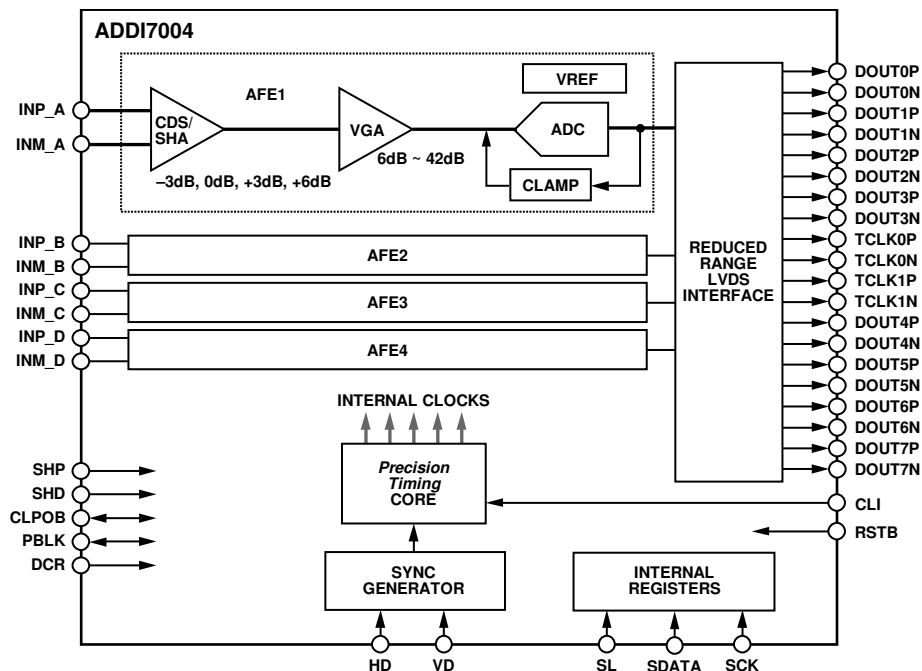 ADDI7004
AFE1
VREF
INP_A
INM_A
CDS/
SHA
VGA
ADC
6dB ~ 42dB
–3dB, 0dB, +3dB, +6dB
CLAMP
INP_B
INM_B
AFE2
INP_C
INM_C
AFE3
INP_D
INM_D
AFE4
REDUCED
RANGE
LVDS
INTERFACE
DOUT0P
DOUT0N
DOUT1P
DOUT1N
DOUT2P
DOUT2N
DOUT3P
DOUT3N
TCLK0P
TCLK0N
TCLK1P
TCLK1N
DOUT4P
DOUT4N
DOUT5P
DOUT5N
DOUT6P
DOUT6N
DOUT7P
DOUT7N
INTERNAL CLOCKS
Precision
Timing
CORE
SHP
SHD
CLPOB
PBLK
DCR
CLI
RSTB
SYNC
GENERATOR
INTERNAL
REGISTERS
HD
VD
SL
SDATA
SCK